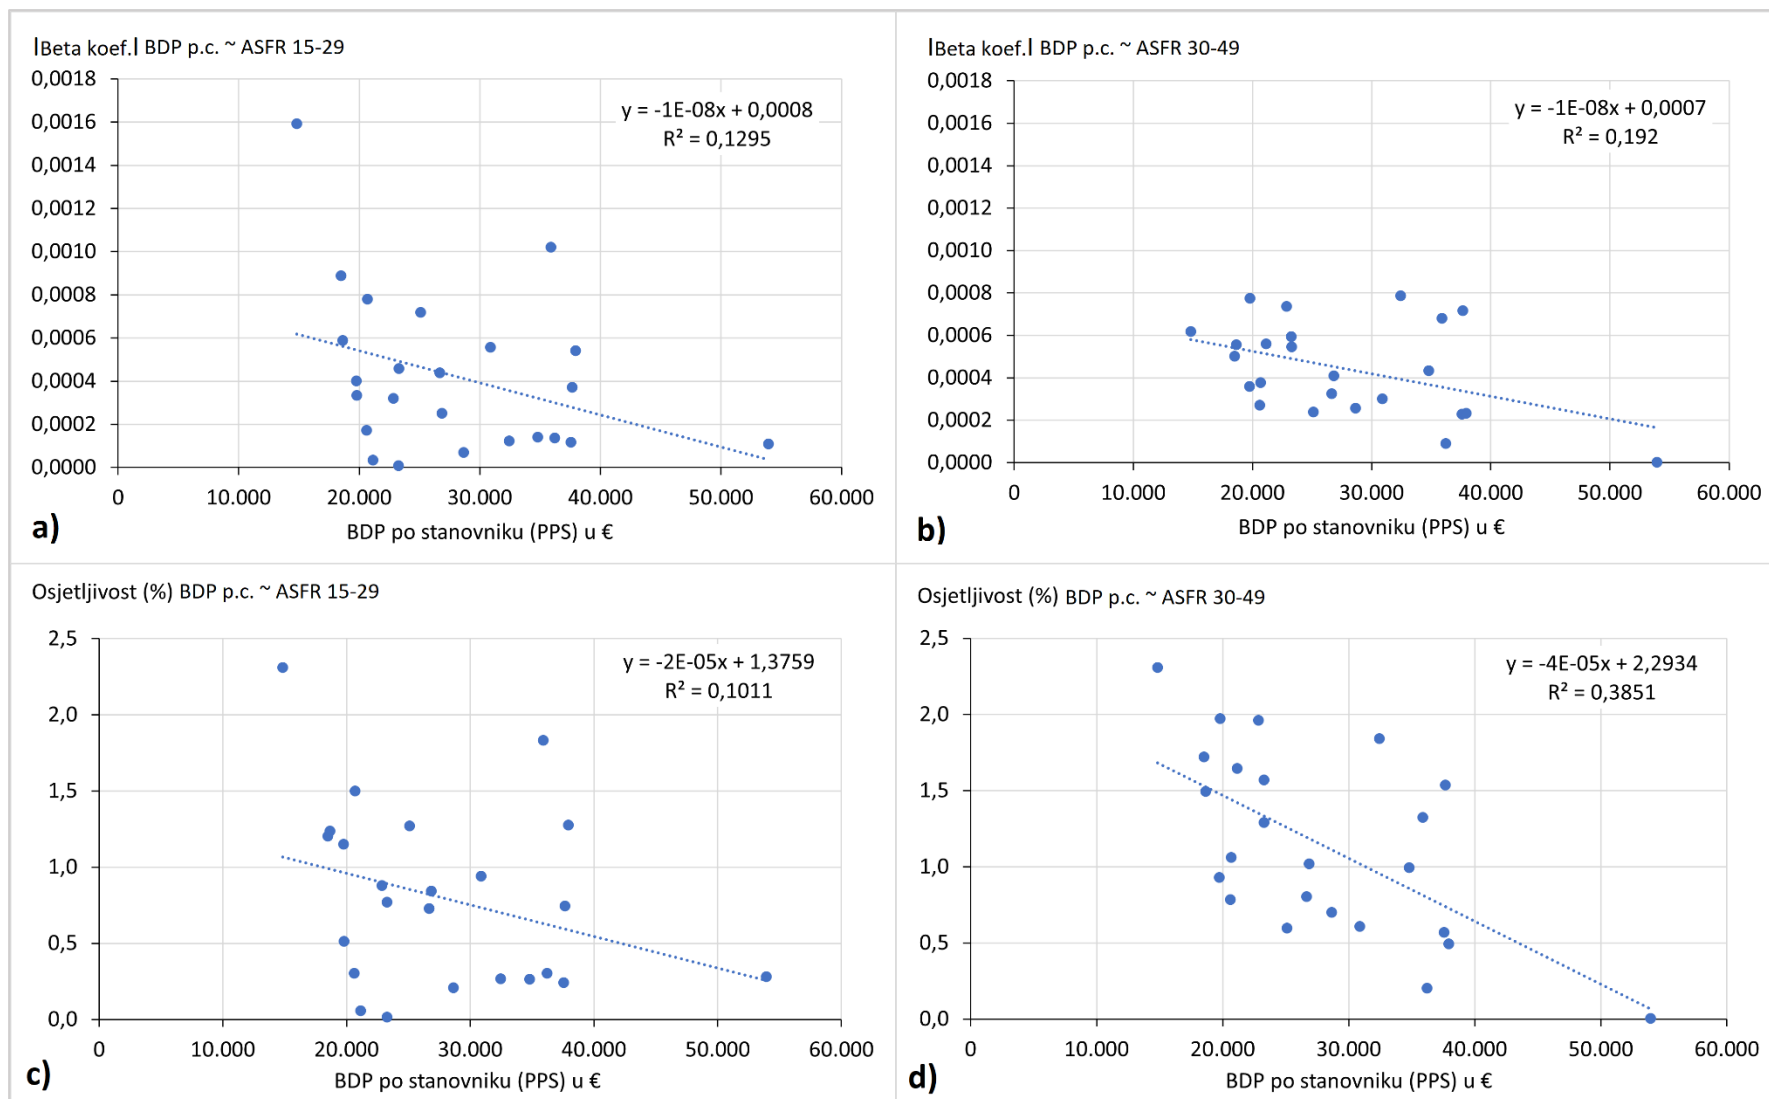 |Beta koef.| BDP p.c. ~ ASFR 15-29
0,0018
0,0016
0,0014
0,0012
0,0010
0,0008
0,0006
0,0004
0,0002
0,0000
y = -1E-08x + 0,0008
R² = 0,1295
0 10.000 20.000 30.000 40.000 50.000 60.000
BDP po stanovniku (PPS) u €
a)
|Beta koef.| BDP p.c. ~ ASFR 30-49
0,0018
0,0016
0,0014
0,0012
0,0010
0,0008
0,0006
0,0004
0,0002
0,0000
y = -1E-08x + 0,0007
R² = 0,192
0 10.000 20.000 30.000 40.000 50.000 60.000
BDP po stanovniku (PPS) u €
b)
Osjetljivost (%) BDP p.c. ~ ASFR 15-29
2,5
2,0
1,5
1,0
0,5
0,0
y = -2E-05x + 1,3759
R² = 0,1011
0 10.000 20.000 30.000 40.000 50.000 60.000
BDP po stanovniku (PPS) u €
c)
Osjetljivost (%) BDP p.c. ~ ASFR 30-49
2,5
2,0
1,5
1,0
0,5
0,0
y = -4E-05x + 2,2934
R² = 0,3851
0 10.000 20.000 30.000 40.000 50.000 60.000
BDP po stanovniku (PPS) u €
d)